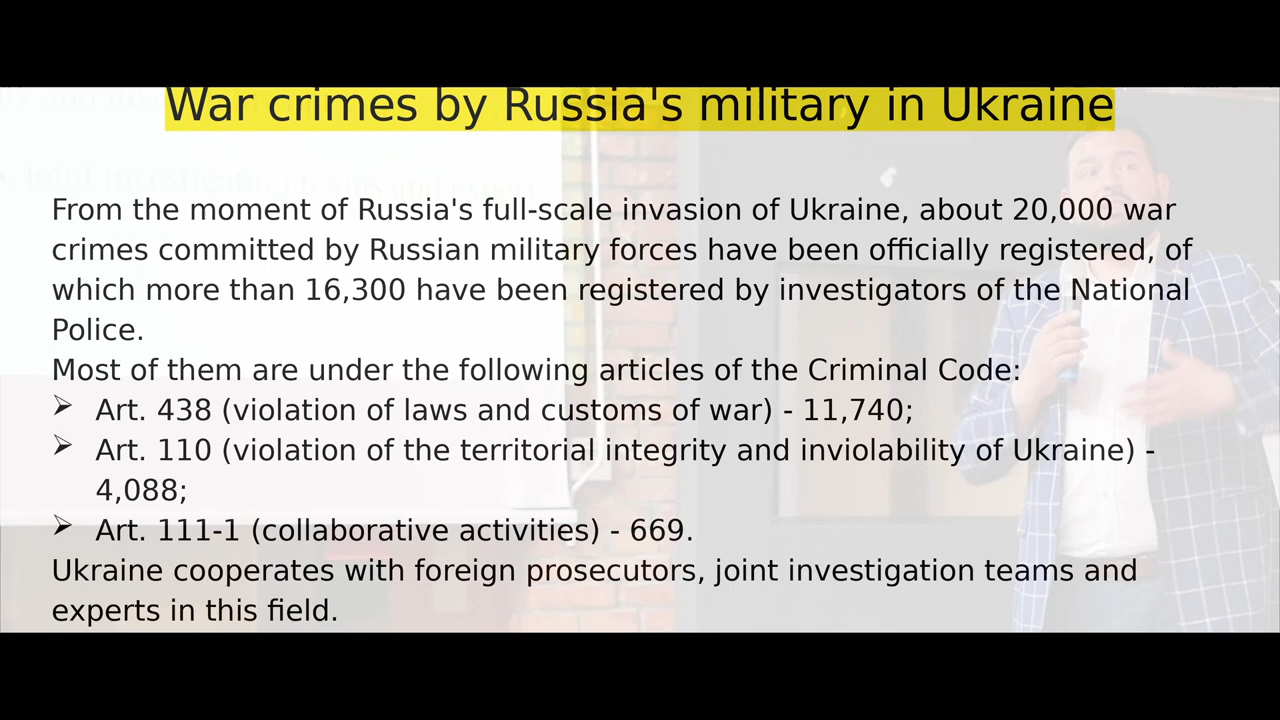 War crimes by Russia's military in Ukraine
From the moment of Russia's full-scale invasion of Ukraine, about 20,000 war
crimes committed by Russian military forces have been officially registered, of
which more than 16,300 have been registered by investigators of the National
Police.
Most of them are under the following articles of the Criminal Code:
➢ Art. 438 (violation of laws and customs of war) - 11,740;
➢ Art. 110 (violation of the territorial integrity and inviolability of Ukraine) -
4,088;
➢ Art. 111-1 (collaborative activities) - 669.
Ukraine cooperates with foreign prosecutors, joint investigation teams and
experts in this field.